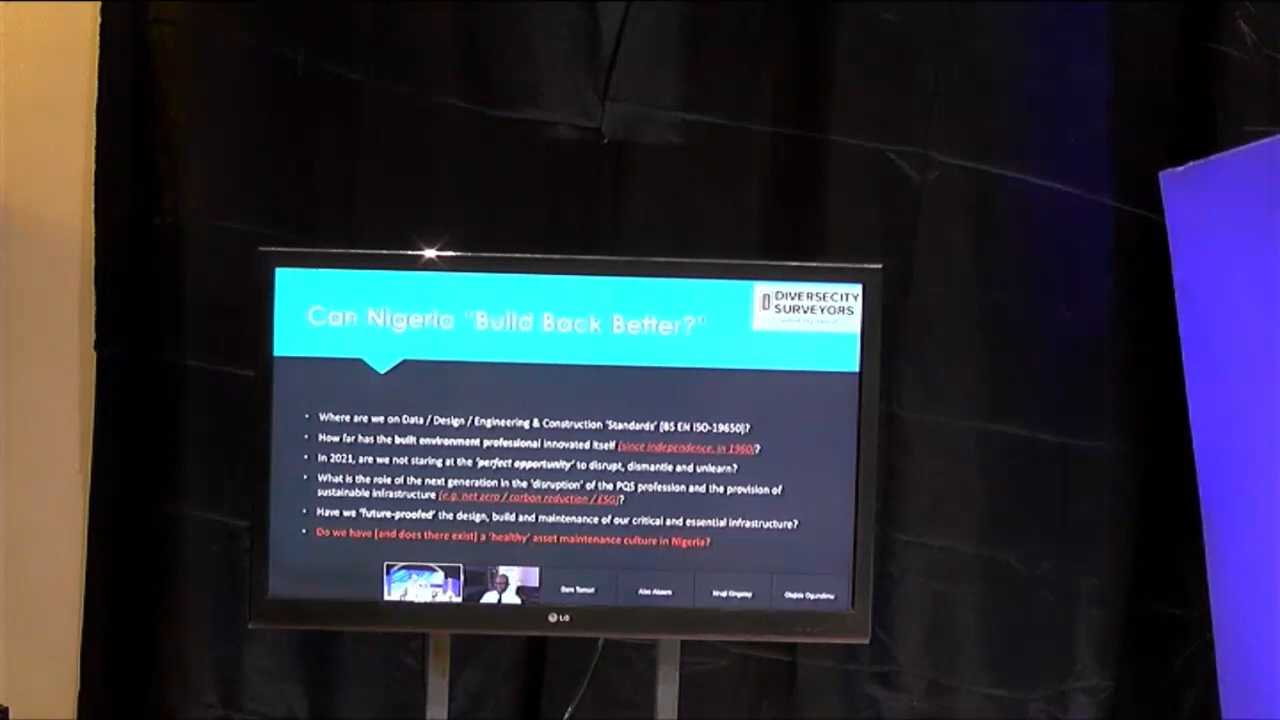 Can Nigeria "Build Back Better?"
DIVERSECITY
SURVEYORS
• Where are we on Data / Design / Engineering & Construction 'Standards' [BS EN ISO-19650]?
• How far has the built environment professional innovated itself (since independence, in 1960)?
• In 2021, are we not staring at the 'perfect opportunity' to disrupt, dismantle and unlearn?
• What is the role of the next generation in the 'disruption' of the PQS profession and the provision of
sustainable infrastructure (e.g. net zero / carbon reduction / ESG)?
• Have we 'future-proofed' the design, build and maintenance of our critical and essential infrastructure?
• Do we have [and does there exist] a 'healthy' asset maintenance culture in Nigeria?
Dare Tomori
Kingsley
Ogundimu
LG